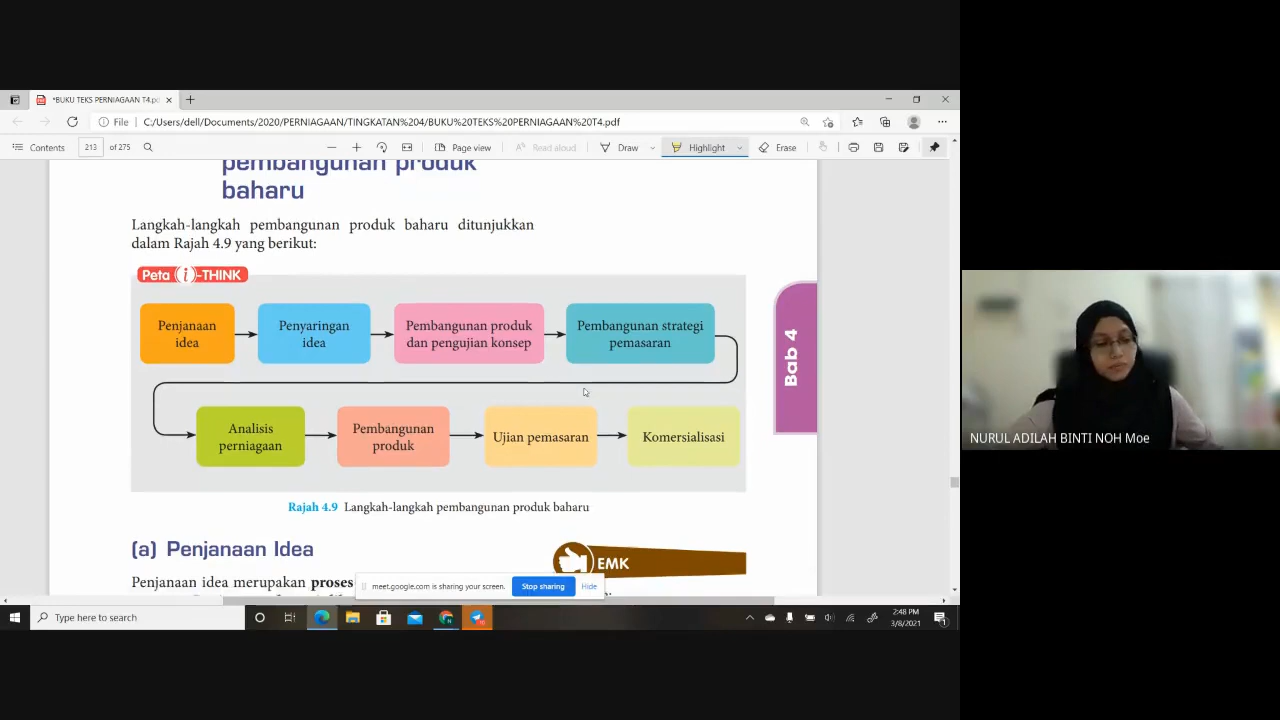 *BUKU TEKS PERNIAGAAN T4.pd
File
C:/Users/dell/Documents/2020/PERNIAGAAN/TINGKATAN%204/BUKU%20TEKS%20PERNIAGAAN%20T4.pdf
Contents 213 of 275 Page view Read aloud Draw Highlight Erase
pembangunan produk
baharu
Langkah-langkah pembangunan produk baharu ditunjukkan
dalam Rajah 4.9 yang berikut:
Peta i-THINK
Penjanaan
idea
Penyaringan
idea
Pembangunan produk
dan pengujian konsep
Pembangunan strategi
pemasaran
Analisis
perniagaan
Pembangunan
produk
Ujian pemasaran
Komersialisasi
Rajah 4.9 Langkah-langkah pembangunan produk baharu
Bab 4
(a) Penjanaan Idea
EMK
Penjanaan idea merupakan proses
meet.google.com is sharing your screen. Stop sharing Hide
Type here to search
2:48 PM
3/8/2021
NURUL ADILAH BINTI NOH Moe